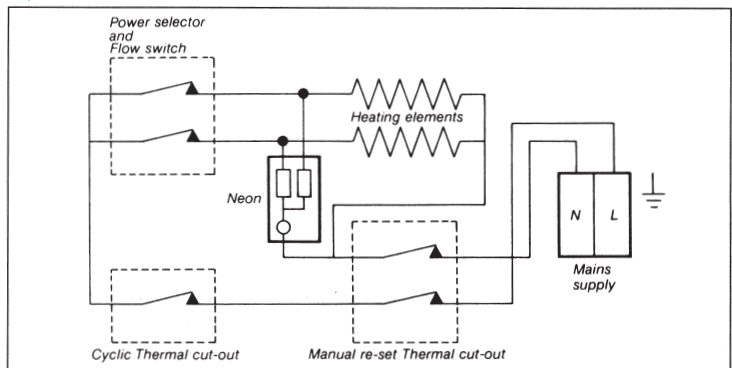 Power selector
and
Flow switch
Heating elements
Neon
N
L
Mains
supply
Cyclic Thermal cut-out
Manual re-set Thermal cut-out